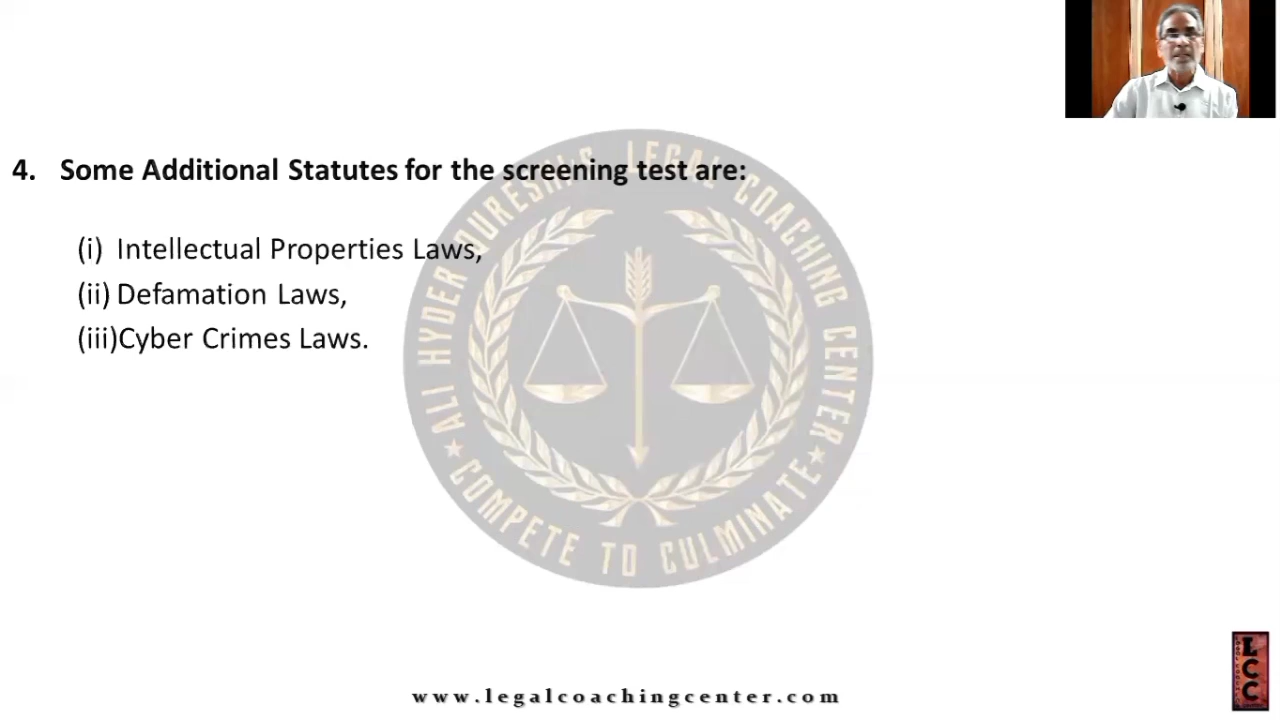 4. Some Additional Statutes for the screening test are:
(i) Intellectual Properties Laws,
(ii) Defamation Laws,
(iii)Cyber Crimes Laws.
ALI HYDER QURESHI'S LEGAL COACHING CENTER
★ COMPETE TO CULMINATE ★
www.legalcoachingcenter.com
LCC